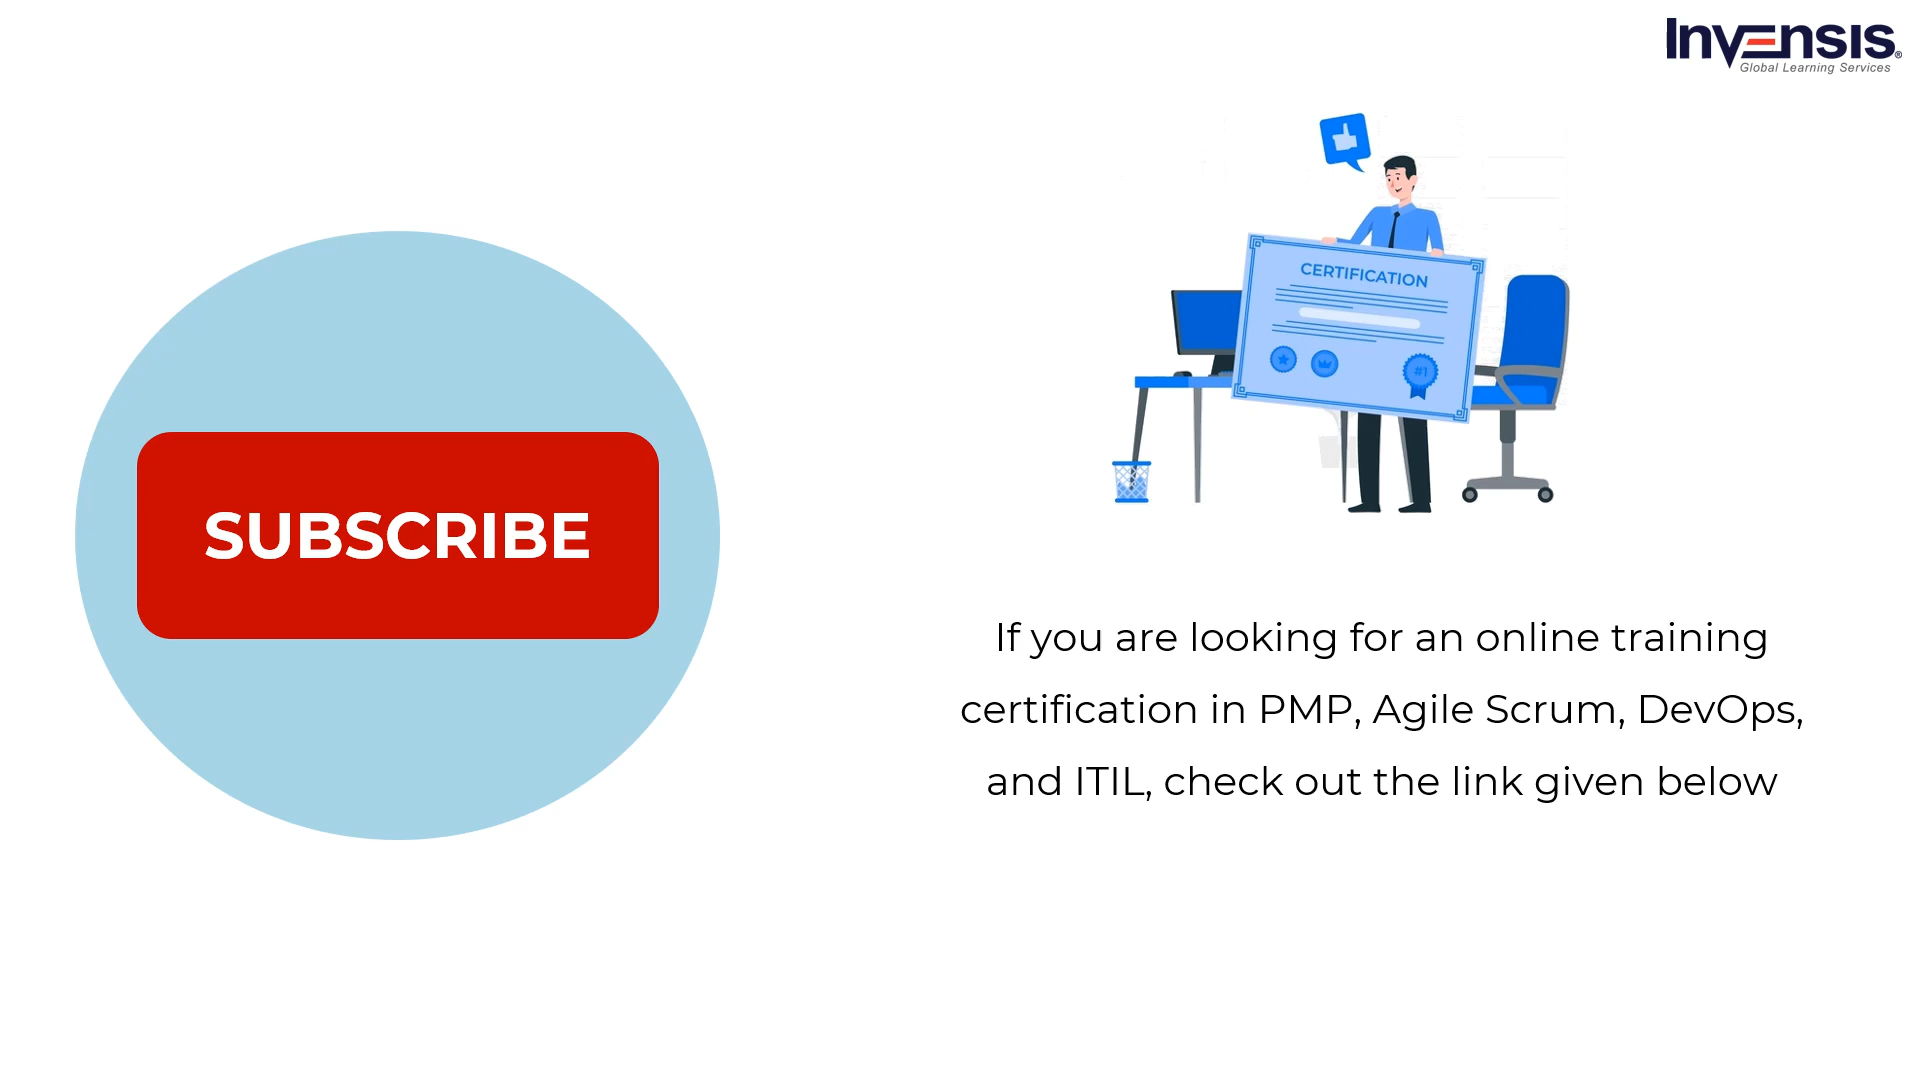 Invensis®
Global Learning Services
CERTIFICATION
#1
SUBSCRIBE
If you are looking for an online training
certification in PMP, Agile Scrum, DevOps,
and ITIL, check out the link given below